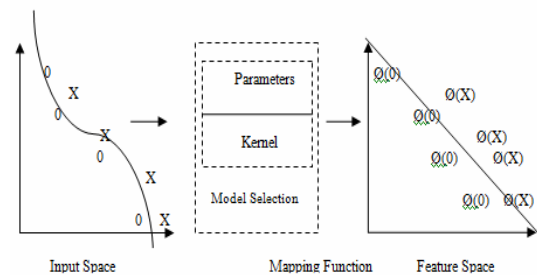 0
X
0
X
0
X
0 X
Parameters
Kernel
Model Selection
Ø(0)
Ø(X)
Ø(0)
Ø(X)
Ø(0) Ø(X)
Ø(0) Ø(X)
Input Space Mapping Function Feature Space